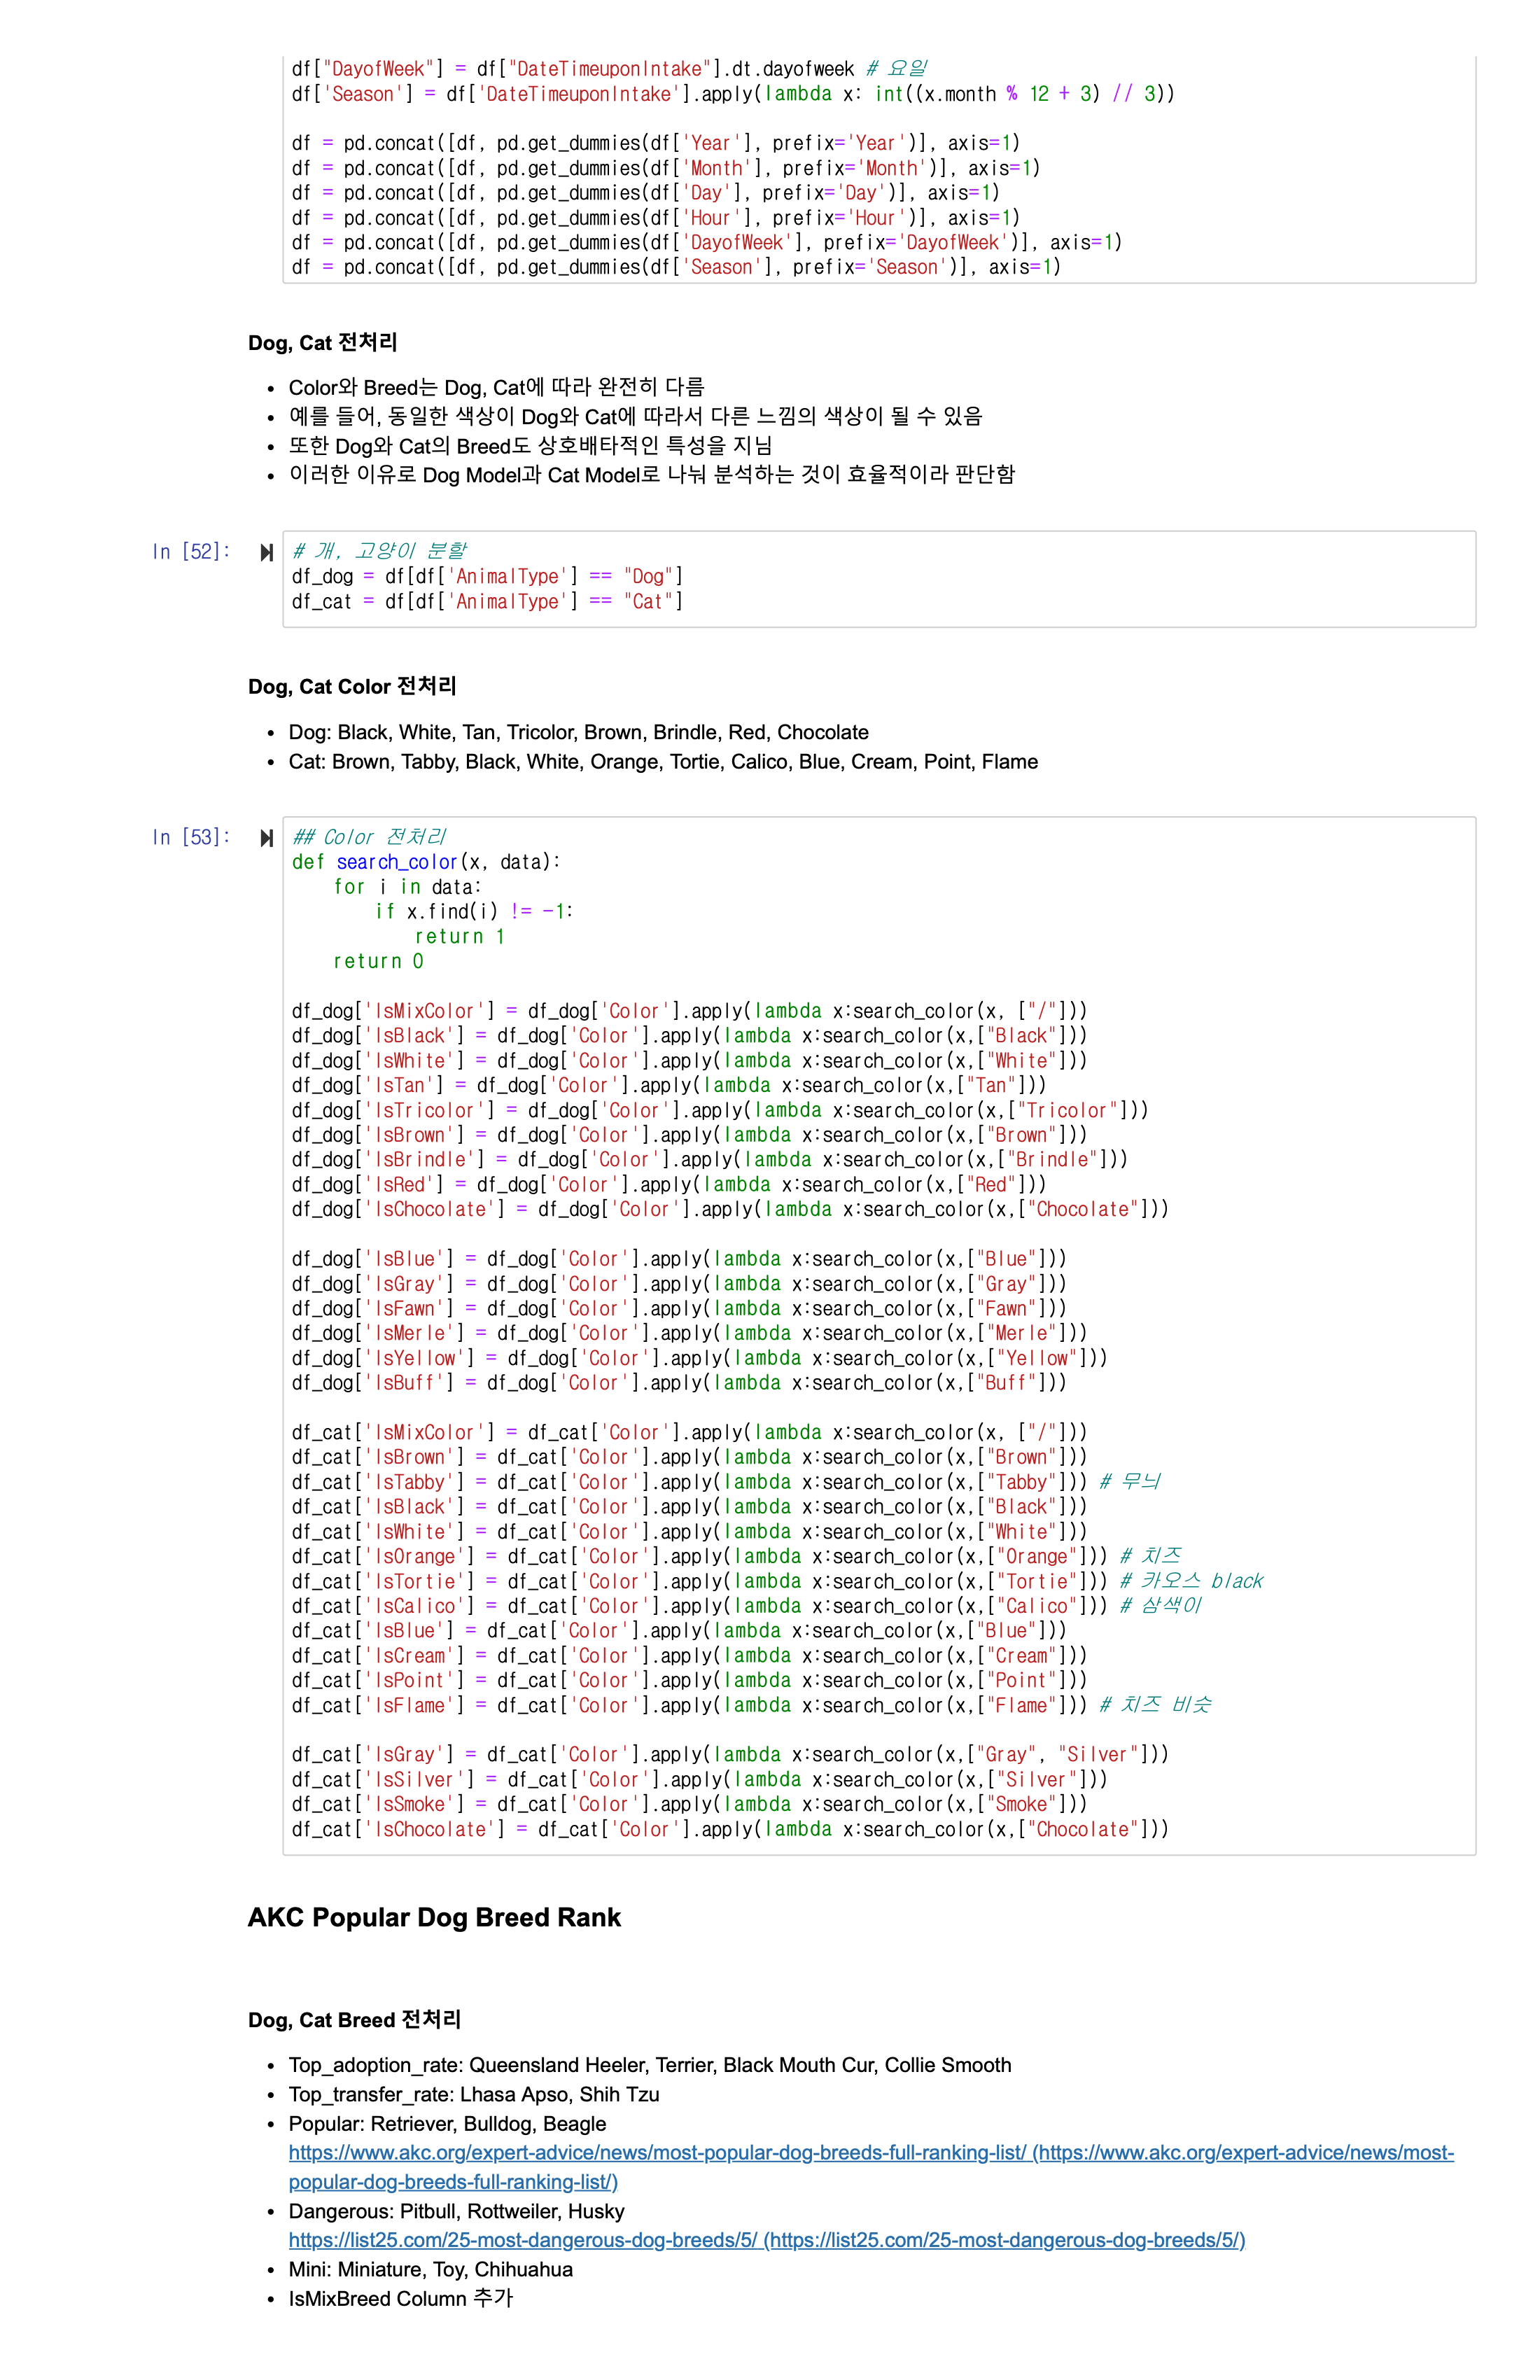 df["DayofWeek"] = df["DateTimeuponIntake"].dt.dayofweek # 요일
df['Season'] = df['DateTimeuponIntake'].apply(lambda x: int((x.month % 12 + 3) // 3))
df = pd.concat([df, pd.get_dummies(df['Year'], prefix='Year')], axis=1)
df = pd.concat([df, pd.get_dummies(df['Month'], prefix='Month')], axis=1)
df = pd.concat([df, pd.get_dummies(df['Day'], prefix='Day')], axis=1)
df = pd.concat([df, pd.get_dummies(df['Hour'], prefix='Hour')], axis=1)
df = pd.concat([df, pd.get_dummies(df['DayofWeek'], prefix='DayofWeek')], axis=1)
df = pd.concat([df, pd.get_dummies(df['Season'], prefix='Season')], axis=1)
Dog, Cat 전처리
• Color와 Breed는 Dog, Cat에 따라 완전히 다름
• 예를 들어, 동일한 색상이 Dog와 Cat에 따라서 다른 느낌의 색상이 될 수 있음
• 또한 Dog와 Cat의 Breed도 상호배타적인 특성을 지님
• 이러한 이유로 Dog Model과 Cat Model로 나눠 분석하는 것이 효율적이라 판단함
In [52]: # 개, 고양이 분할
df_dog = df[df['AnimalType'] == "Dog"]
df_cat = df[df['AnimalType'] == "Cat"]
Dog, Cat Color 전처리
• Dog: Black, White, Tan, Tricolor, Brown, Brindle, Red, Chocolate
• Cat: Brown, Tabby, Black, White, Orange, Tortie, Calico, Blue, Cream, Point, Flame
In [53]: ## Color 전처리
def search_color(x, data):
    for i in data:
        if x.find(i) != -1:
            return 1
    return 0
df_dog['IsMixColor'] = df_dog['Color'].apply(lambda x:search_color(x, ["/"]))
df_dog['IsBlack'] = df_dog['Color'].apply(lambda x:search_color(x,["Black"]))
df_dog['IsWhite'] = df_dog['Color'].apply(lambda x:search_color(x,["White"]))
df_dog['IsTan'] = df_dog['Color'].apply(lambda x:search_color(x,["Tan"]))
df_dog['IsTricolor'] = df_dog['Color'].apply(lambda x:search_color(x,["Tricolor"]))
df_dog['IsBrown'] = df_dog['Color'].apply(lambda x:search_color(x,["Brown"]))
df_dog['IsBrindle'] = df_dog['Color'].apply(lambda x:search_color(x,["Brindle"]))
df_dog['IsRed'] = df_dog['Color'].apply(lambda x:search_color(x,["Red"]))
df_dog['IsChocolate'] = df_dog['Color'].apply(lambda x:search_color(x,["Chocolate"]))
df_dog['IsBlue'] = df_dog['Color'].apply(lambda x:search_color(x,["Blue"]))
df_dog['IsGray'] = df_dog['Color'].apply(lambda x:search_color(x,["Gray"]))
df_dog['IsFawn'] = df_dog['Color'].apply(lambda x:search_color(x,["Fawn"]))
df_dog['IsMerle'] = df_dog['Color'].apply(lambda x:search_color(x,["Merle"]))
df_dog['IsYellow'] = df_dog['Color'].apply(lambda x:search_color(x,["Yellow"]))
df_dog['IsBuff'] = df_dog['Color'].apply(lambda x:search_color(x,["Buff"]))
df_cat['IsMixColor'] = df_cat['Color'].apply(lambda x:search_color(x, ["/"]))
df_cat['IsBrown'] = df_cat['Color'].apply(lambda x:search_color(x,["Brown"]))
df_cat['IsTabby'] = df_cat['Color'].apply(lambda x:search_color(x,["Tabby"])) # 무늬
df_cat['IsBlack'] = df_cat['Color'].apply(lambda x:search_color(x,["Black"]))
df_cat['IsWhite'] = df_cat['Color'].apply(lambda x:search_color(x,["White"]))
df_cat['IsOrange'] = df_cat['Color'].apply(lambda x:search_color(x,["Orange"])) # 치즈
df_cat['IsTortie'] = df_cat['Color'].apply(lambda x:search_color(x,["Tortie"])) # 카오스 black
df_cat['IsCalico'] = df_cat['Color'].apply(lambda x:search_color(x,["Calico"])) # 삼색이
df_cat['IsBlue'] = df_cat['Color'].apply(lambda x:search_color(x,["Blue"]))
df_cat['IsCream'] = df_cat['Color'].apply(lambda x:search_color(x,["Cream"]))
df_cat['IsPoint'] = df_cat['Color'].apply(lambda x:search_color(x,["Point"]))
df_cat['IsFlame'] = df_cat['Color'].apply(lambda x:search_color(x,["Flame"])) # 치즈 비슷
df_cat['IsGray'] = df_cat['Color'].apply(lambda x:search_color(x,["Gray", "Silver"]))
df_cat['IsSilver'] = df_cat['Color'].apply(lambda x:search_color(x,["Silver"]))
df_cat['IsSmoke'] = df_cat['Color'].apply(lambda x:search_color(x,["Smoke"]))
df_cat['IsChocolate'] = df_cat['Color'].apply(lambda x:search_color(x,["Chocolate"]))
AKC Popular Dog Breed Rank
Dog, Cat Breed 전처리
• Top_adoption_rate: Queensland Heeler, Terrier, Black Mouth Cur, Collie Smooth
• Top_transfer_rate: Lhasa Apso, Shih Tzu
• Popular: Retriever, Bulldog, Beagle
https://www.akc.org/expert-advice/news/most-popular-dog-breeds-full-ranking-list/ (https://www.akc.org/expert-advice/news/most-
popular-dog-breeds-full-ranking-list/)
• Dangerous: Pitbull, Rottweiler, Husky
https://list25.com/25-most-dangerous-dog-breeds/5/ (https://list25.com/25-most-dangerous-dog-breeds/5/)
• Mini: Miniature, Toy, Chihuahua
• IsMixBreed Column 추가